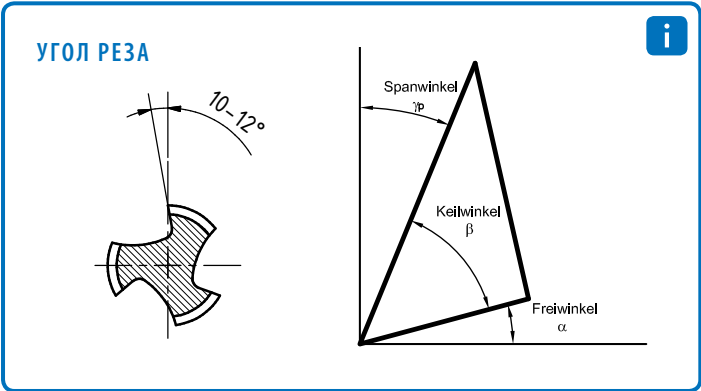 УГОЛ РЕЗА
i
10–12°
Spanwinkel
γp
Keilwinkel
β
Freiwinkel
α